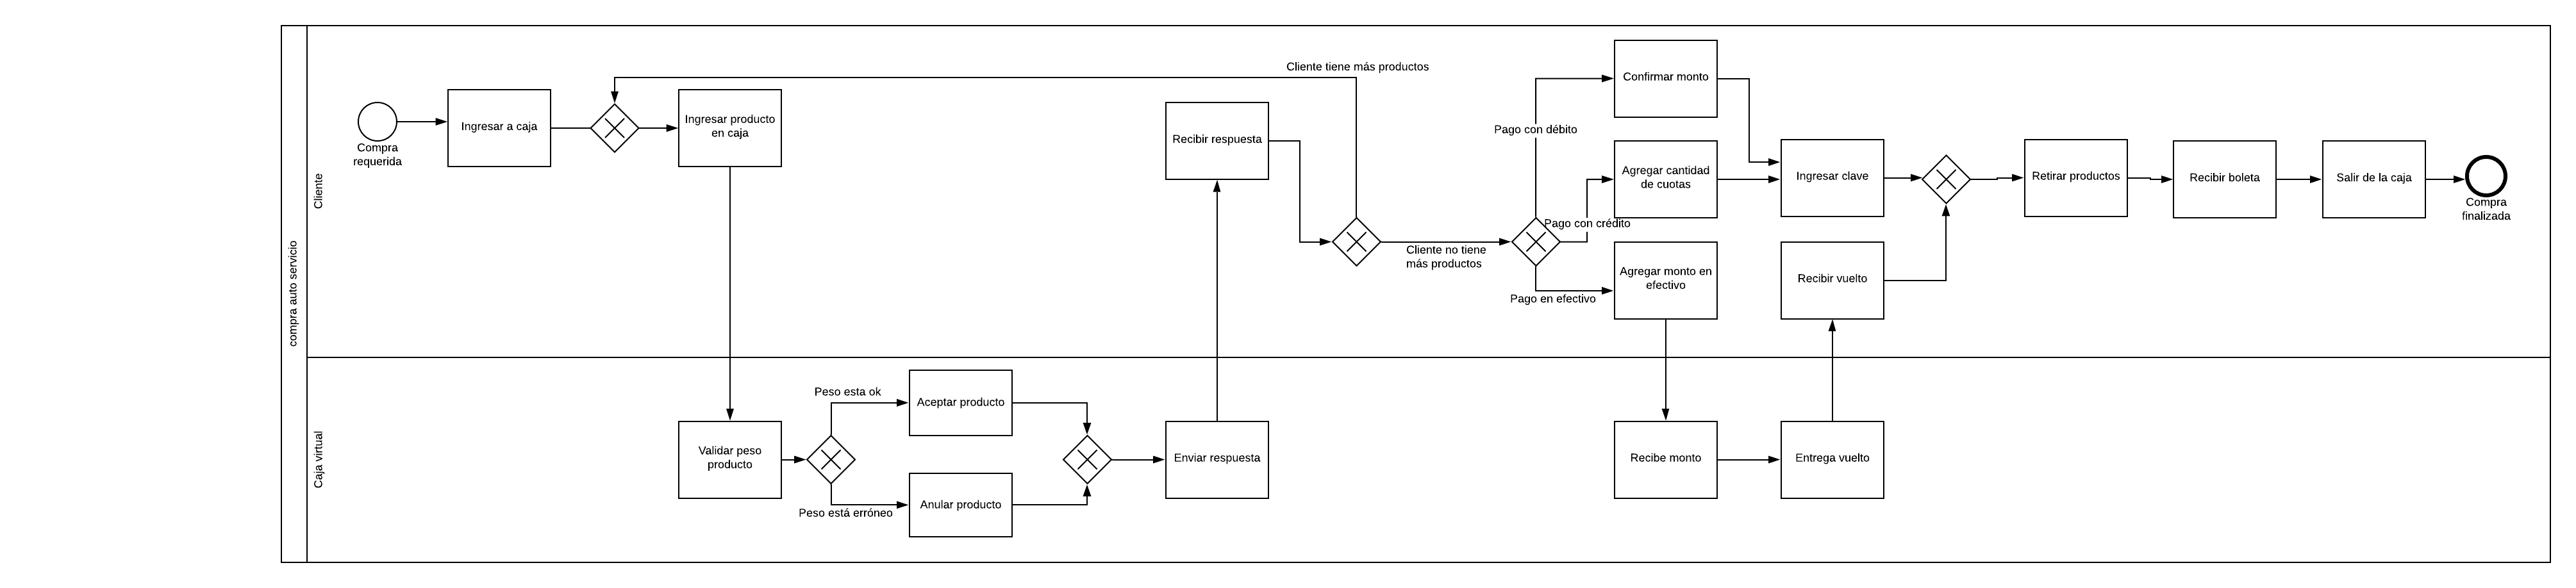 compra auto servicio
Cliente
Compra
requerida
Ingresar a caja
Ingresar producto
en caja
Recibir respuesta
Cliente tiene más productos
Cliente no tiene
más productos
Pago con débito
Pago con crédito
Pago en efectivo
Confirmar monto
Agregar cantidad
de cuotas
Agregar monto en
efectivo
Ingresar clave
Recibir vuelto
Retirar productos
Recibir boleta
Salir de la caja
Compra
finalizada
Caja virtual
Validar peso
producto
Peso esta ok
Peso está erróneo
Aceptar producto
Anular producto
Enviar respuesta
Recibe monto
Entrega vuelto